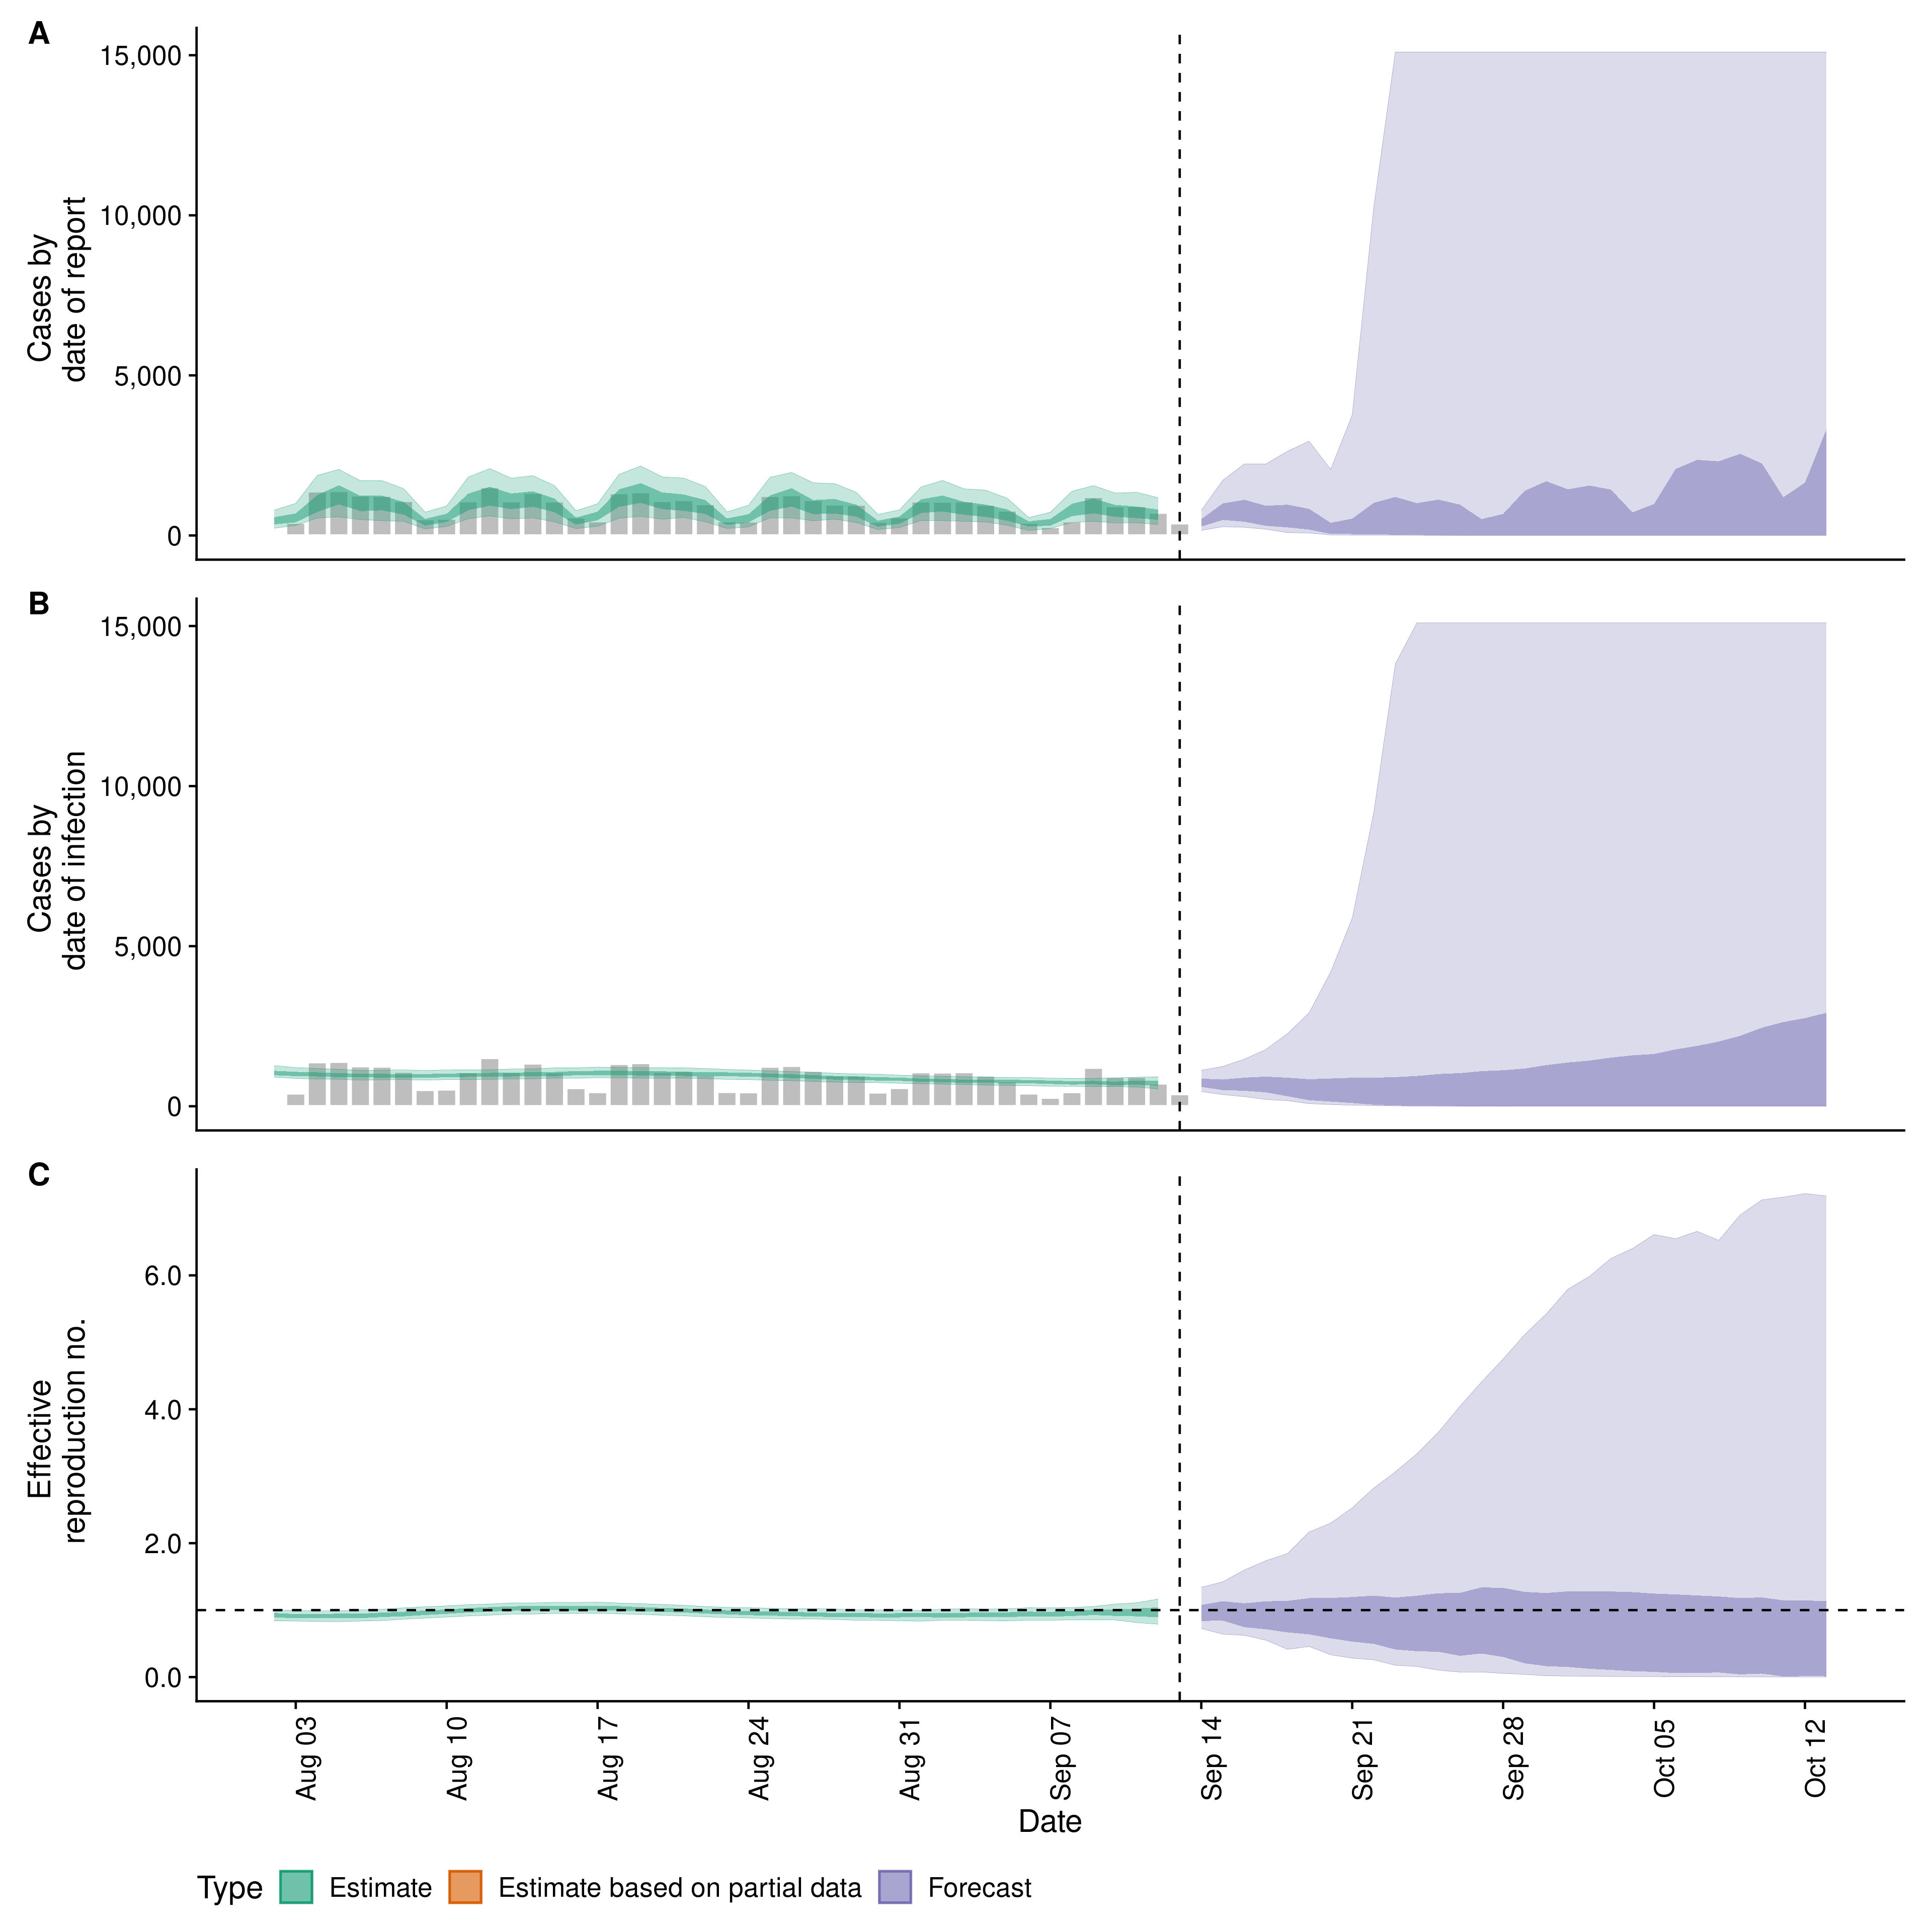 A
15,000
10,000
5,000
0
Cases by
date of report
B
15,000
10,000
5,000
0
Cases by
date of infection
C
6.0
4.0
2.0
0.0
Effective
reproduction no.
Aug 03
Aug 10
Aug 17
Aug 24
Aug 31
Sep 07
Sep 14
Sep 21
Sep 28
Oct 05
Oct 12
Date
Type Estimate Estimate based on partial data Forecast